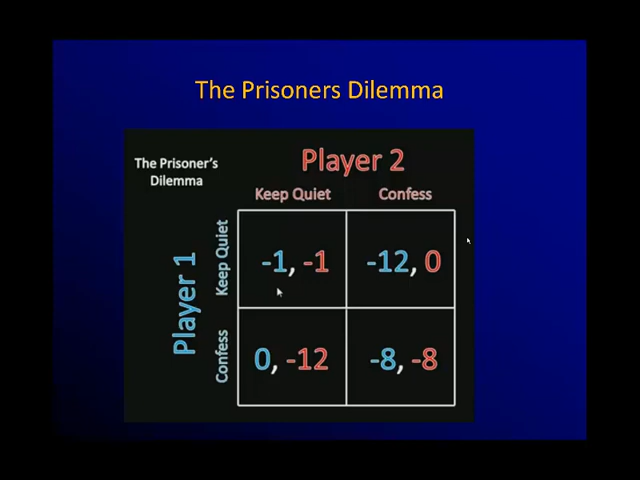 The Prisoners Dilemma
The Prisoner's
Dilemma
Player 2
Keep Quiet Confess
Player 1
Keep Quiet
-1, -1 -12, 0
Confess
0, -12 -8, -8